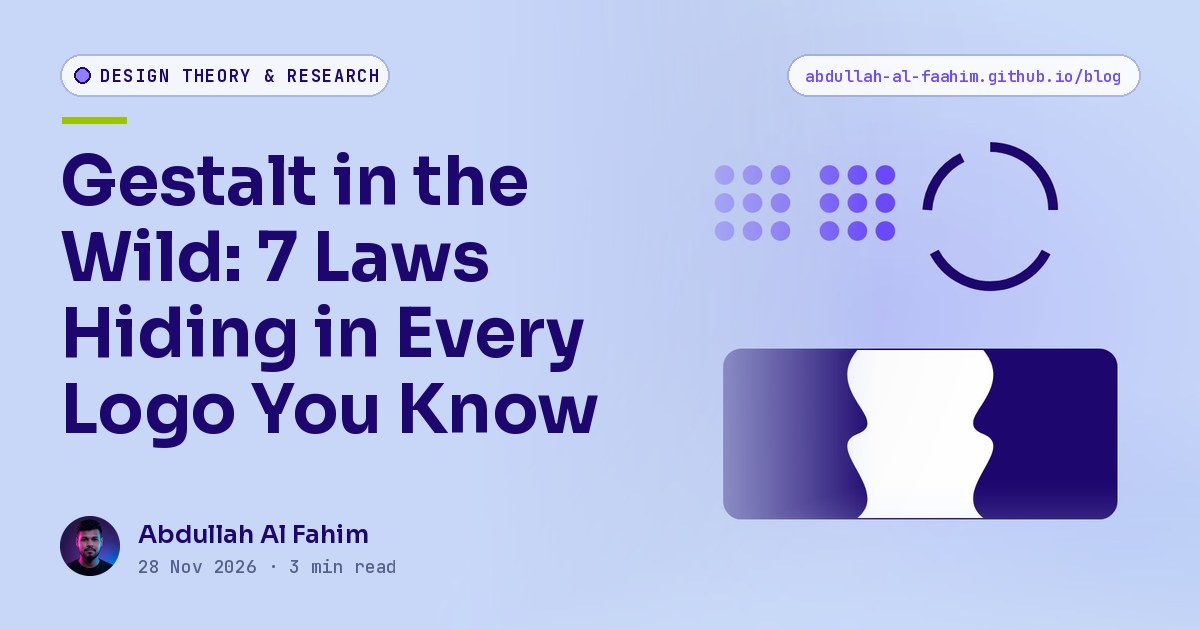 DESIGN THEORY & RESEARCH
abdullah-al-faahim.github.io/blog
Gestalt in the
Wild: 7 Laws
Hiding in Every
Logo You Know
Abdullah Al Fahim
28 Nov 2026 · 3 min read